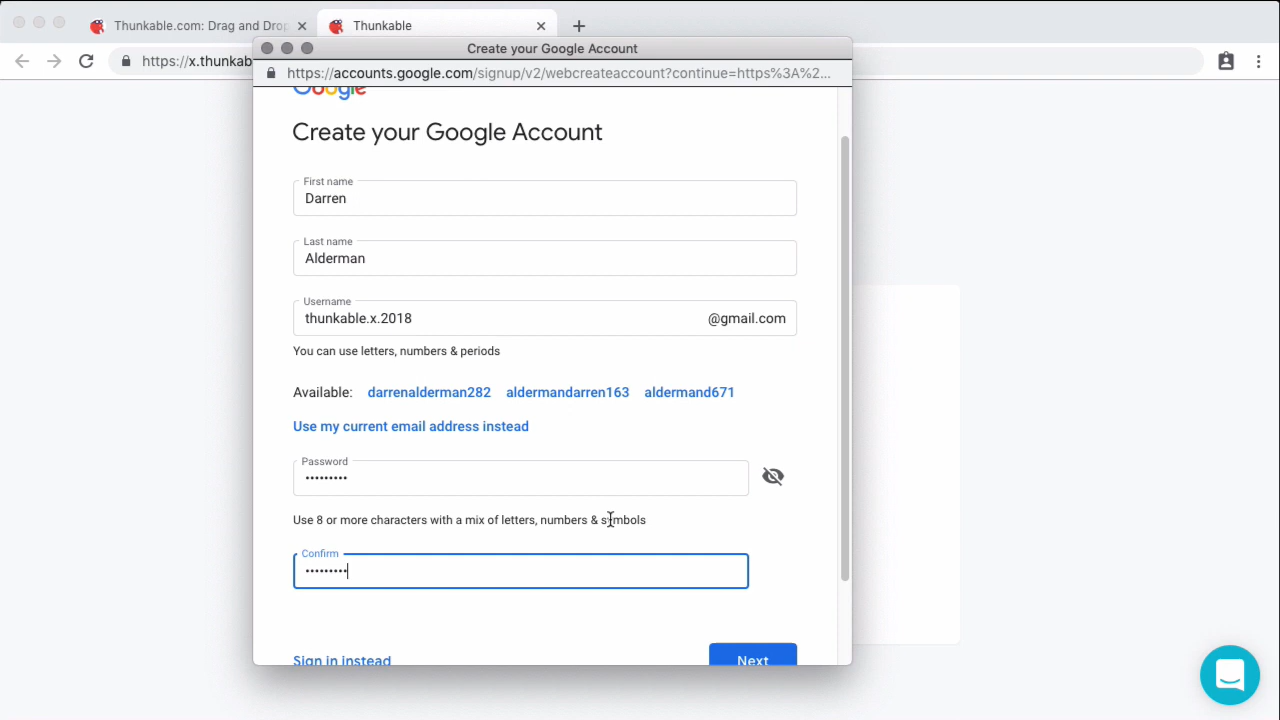 Thunkable.com: Drag and Drop
Thunkable
https://x.thunkab
Create your Google Account
https://accounts.google.com/signup/v2/webcreateaccount?continue=https%3A%2...
Google
Create your Google Account
First name
Darren
Last name
Alderman
Username
thunkable.x.2018 @gmail.com
You can use letters, numbers & periods
Available: darrenalderman282 aldermandarren163 aldermand671
Use my current email address instead
Password
•••••••••
Use 8 or more characters with a mix of letters, numbers & symbols
Confirm
•••••••••
Sign in instead Next